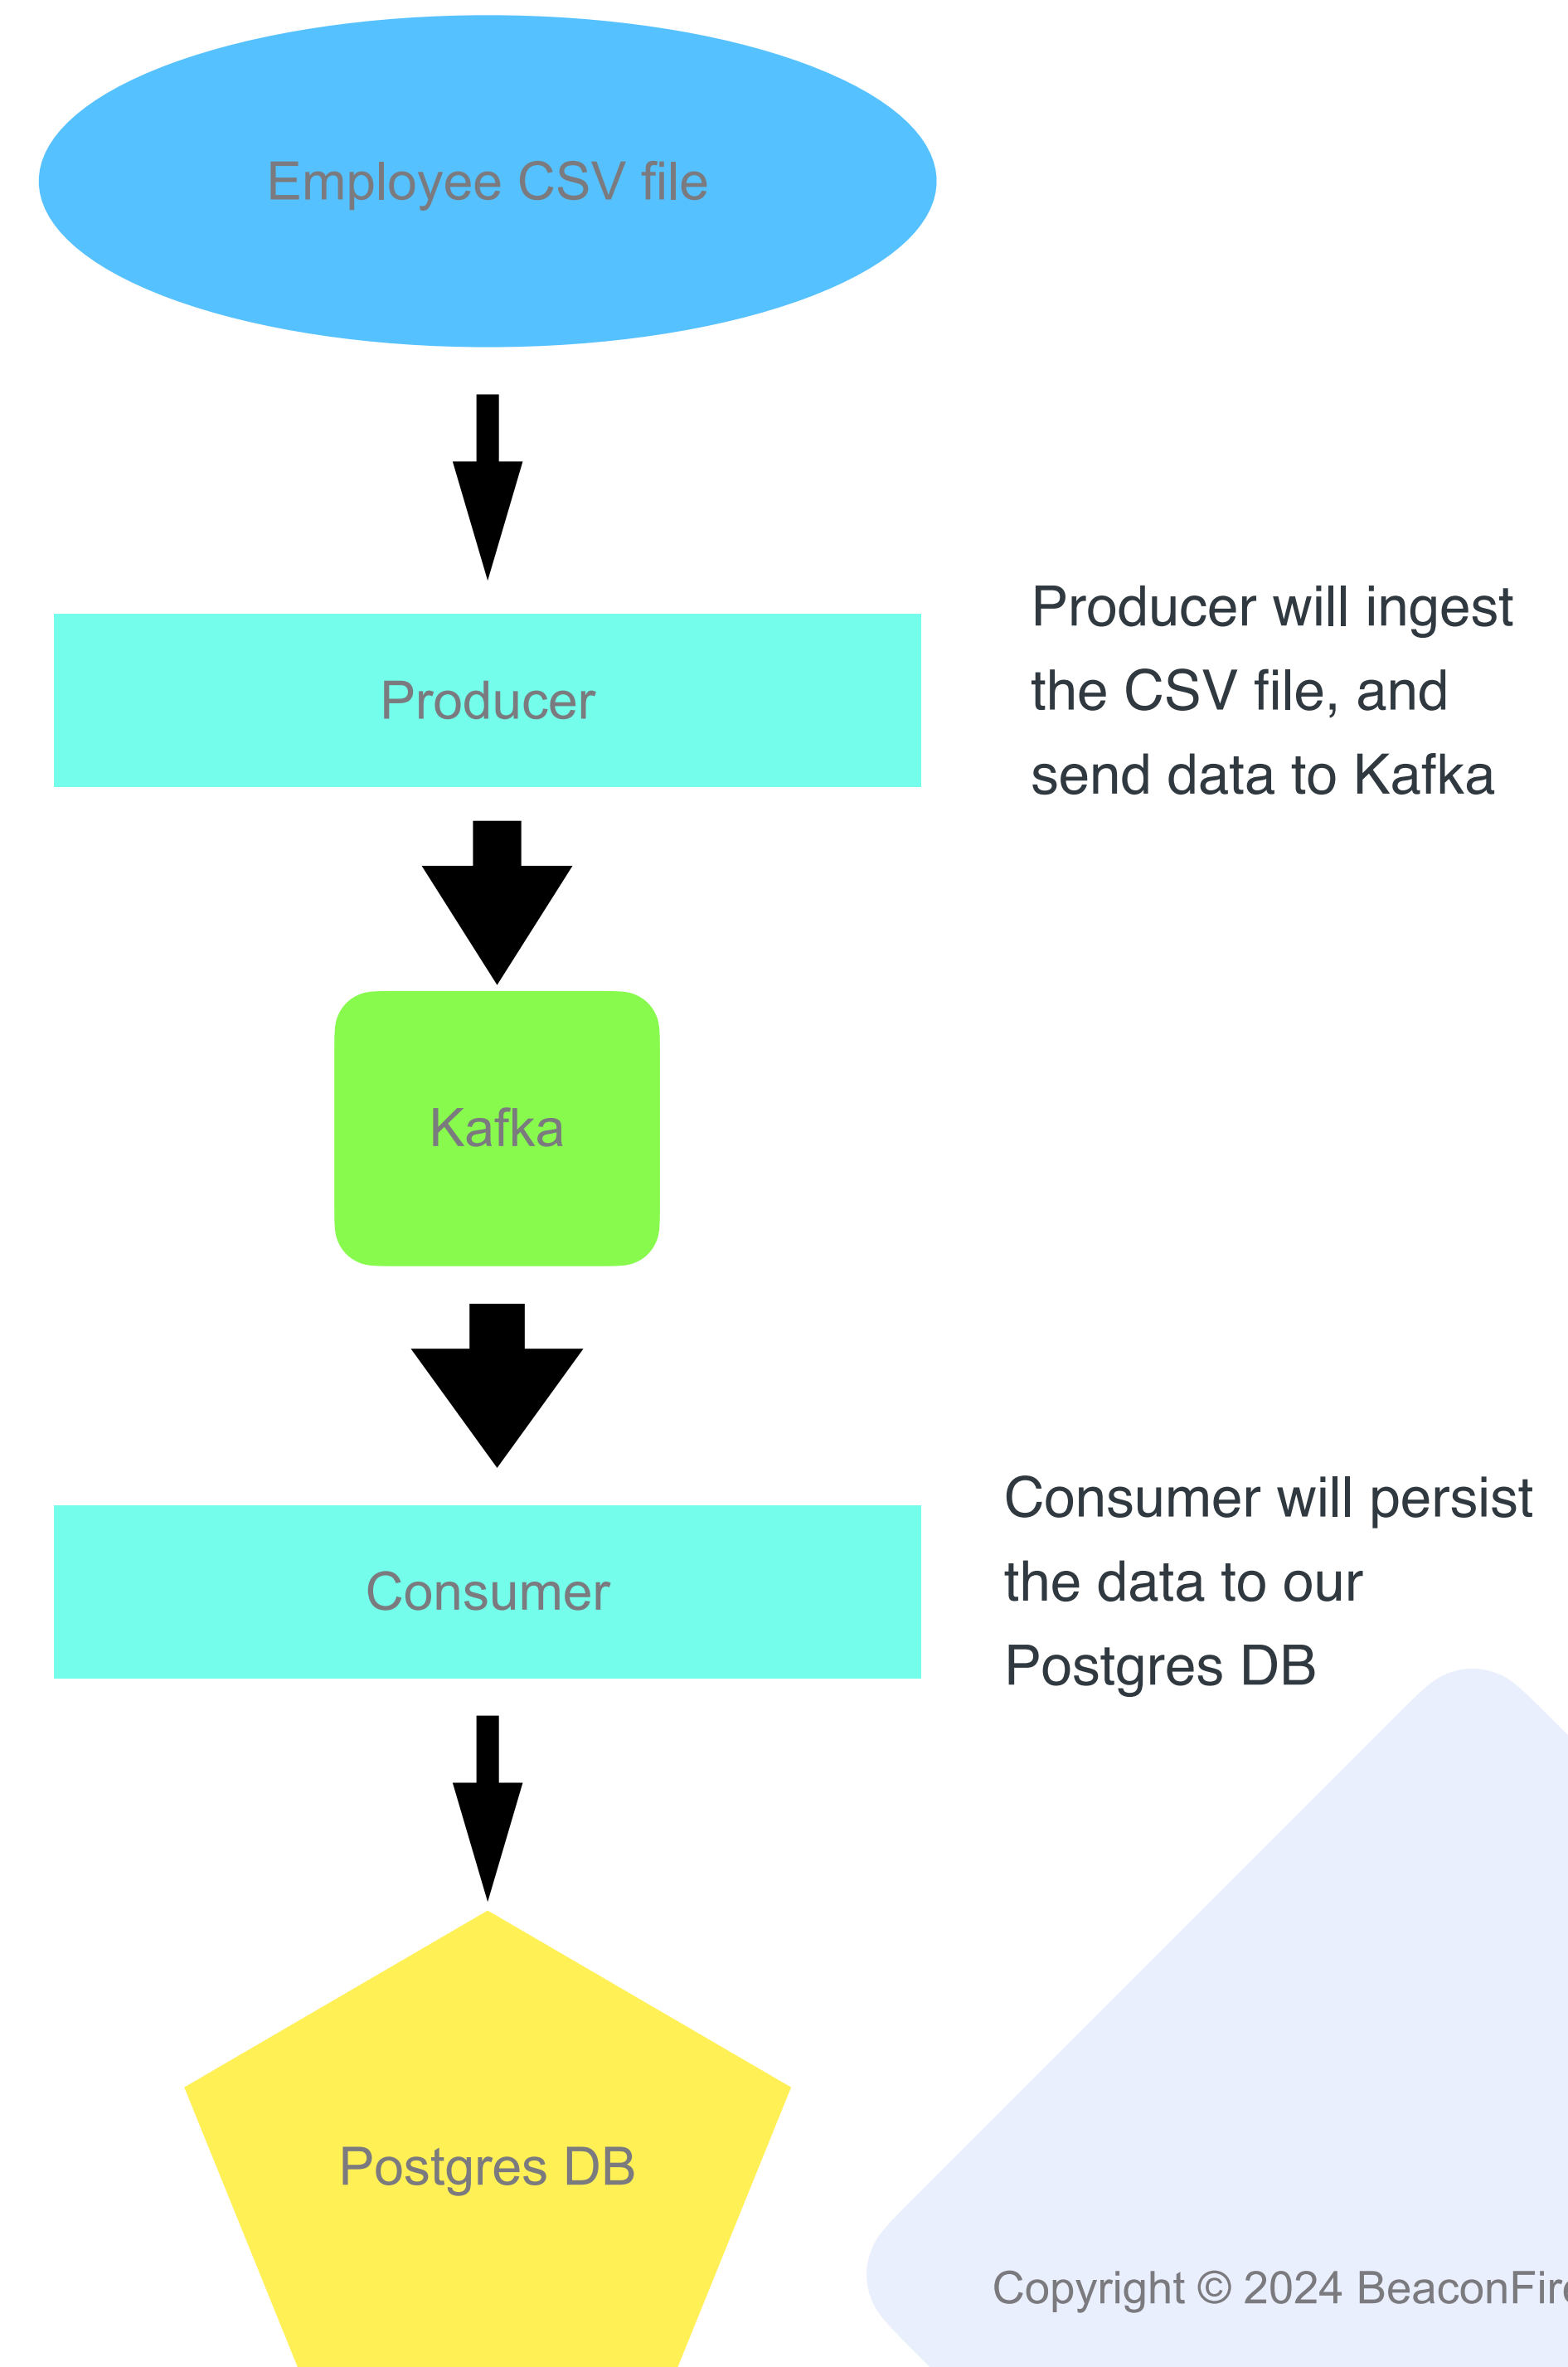 Employee CSV file
Producer
Producer will ingest
the CSV file, and
send data to Kafka
Kafka
Consumer
Consumer will persist
the data to our
Postgres DB
Postgres DB
Copyright © 2024